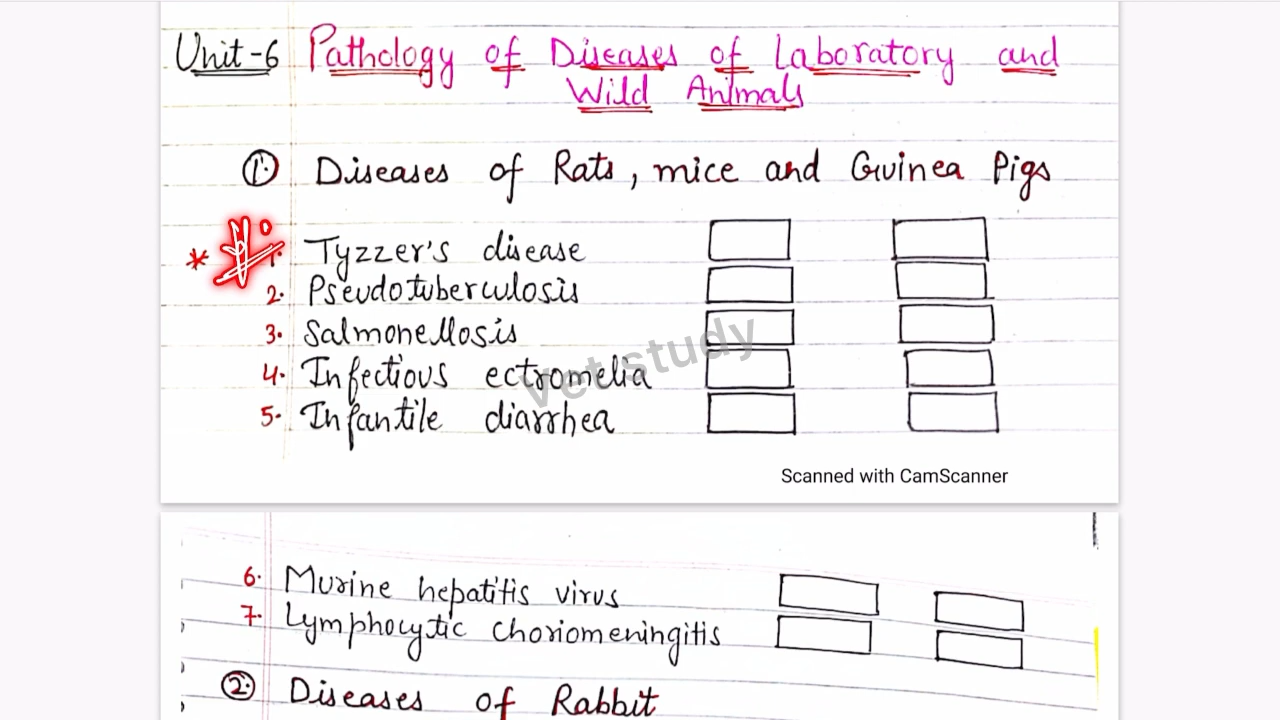 Unit-6 Pathology of Diseases of Laboratory and
Wild Animals
1. Diseases of Rats, mice and Guinea Pigs
* 1. Tyzzer's disease
2. Pseudotuberculosis
3. Salmonellosis
4. Infectious ectromelia
5. Infantile diarrhea
vet study
Scanned with CamScanner
6. Murine hepatitis virus
7. Lymphocytic choriomeningitis
2. Diseases of Rabbit